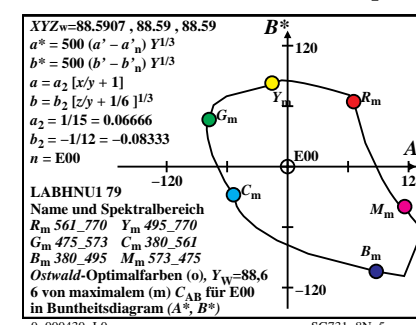 XYZw=88.5907 , 88.59 , 88.59
a* = 500 (a' – a'n) Y1/3
b* = 500 (b' – b'n) Y1/3
a = a2 [x/y + 1]
b = b2 [z/y + 1/6 ]1/3
a2 = 1/15 = 0.06666
b2 = –1/12 = –0.08333
n = E00
B*
120
Ym
Rm
Gm
E00
A
–120
LABHNU1 79
Name und Spektralbereich
Rm 561_770 Ym 495_770
Gm 475_573 Cm 380_561
Bm 380_495 Mm 573_475
Ostwald-Optimalfarben (o), YW=88,6
6 von maximalem (m) CAB für E00
in Buntheitsdiagram (A*, B*)
Cm
Mm
Bm
–120